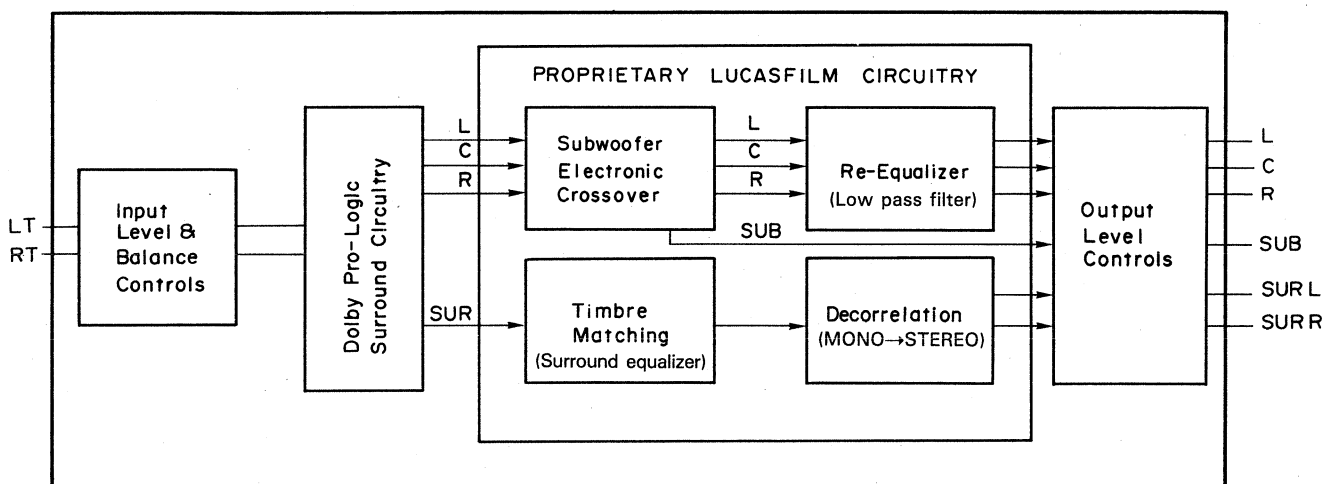 PROPRIETARY LUCASFILM CIRCUITRY
LT
RT
Input
Level &
Balance
Controls
Dolby Pro-Logic
Surround Circuitry
L
C
R
SUR
Subwoofer
Electronic
Crossover
L
C
R
SUB
Re-Equalizer
(Low pass filter)
Timbre
Matching
(Surround equalizer)
Decorrelation
(MONO→STEREO)
Output
Level
Controls
L
C
R
SUB
SUR L
SUR R